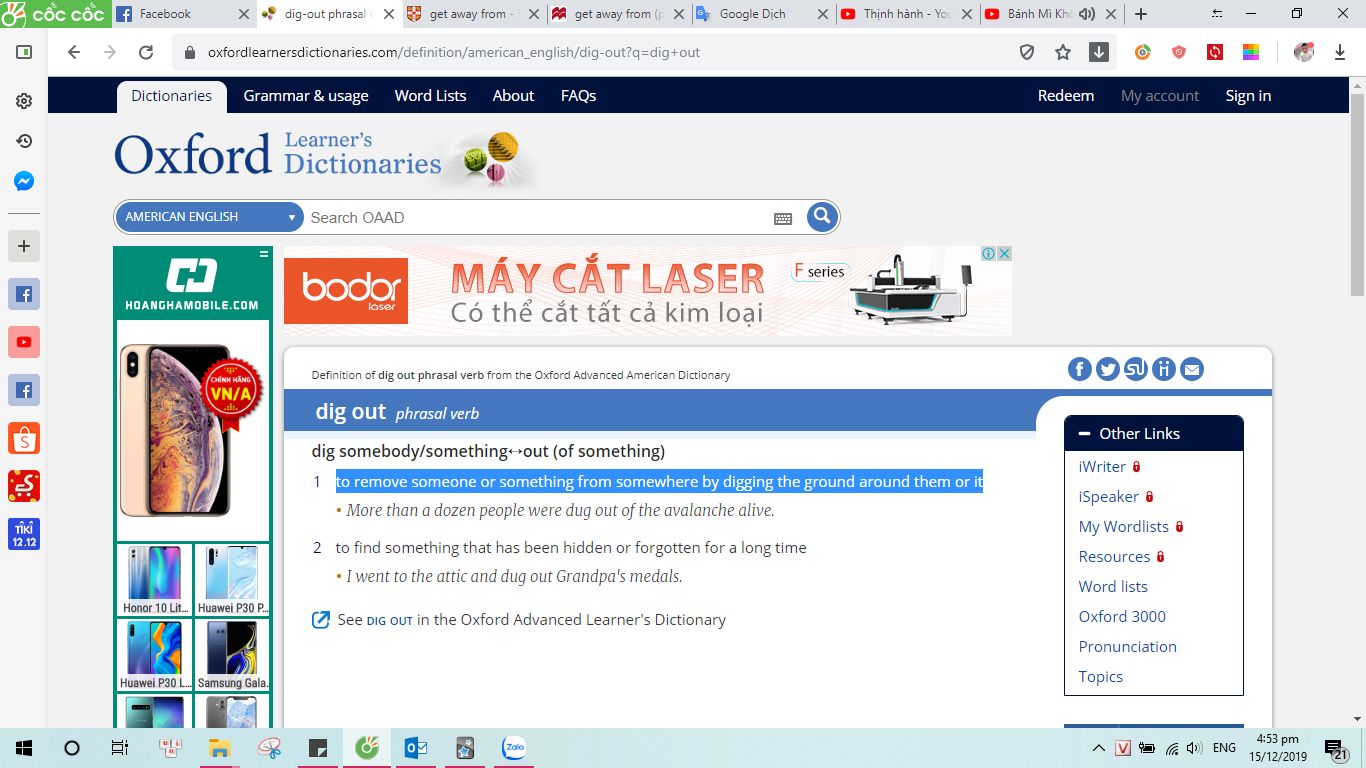 cốc cốc
Facebook
dig-out phrasal v
get away from -
get away from (p
Google Dịch
Thịnh hành - You
Bánh Mì Khô
oxfordlearnersdictionaries.com/definition/american_english/dig-out?q=dig+out
Dictionaries
Grammar & usage
Word Lists
About
FAQs
Redeem
My account
Sign in
Oxford Learner's Dictionaries
AMERICAN ENGLISH
Search OAAD
HOANGHAMOBILE.COM
CHÍNH HÃNG
VN/A
Honor 10 Lit...
Huawei P30 P...
Huawei P30 L...
Samsung Gala...
bodor
laser
MÁY CẮT LASER
Có thể cắt tất cả kim loại
F series
Definition of dig out phrasal verb from the Oxford Advanced American Dictionary
dig out phrasal verb
dig somebody/something↔out (of something)
1 to remove someone or something from somewhere by digging the ground around them or it
• More than a dozen people were dug out of the avalanche alive.
2 to find something that has been hidden or forgotten for a long time
• I went to the attic and dug out Grandpa's medals.
See DIG OUT in the Oxford Advanced Learner's Dictionary
Other Links
iWriter
iSpeaker
My Wordlists
Resources
Word lists
Oxford 3000
Pronunciation
Topics
TIKI
12.12
Zalo
ENG
4:53 pm
15/12/2019
21